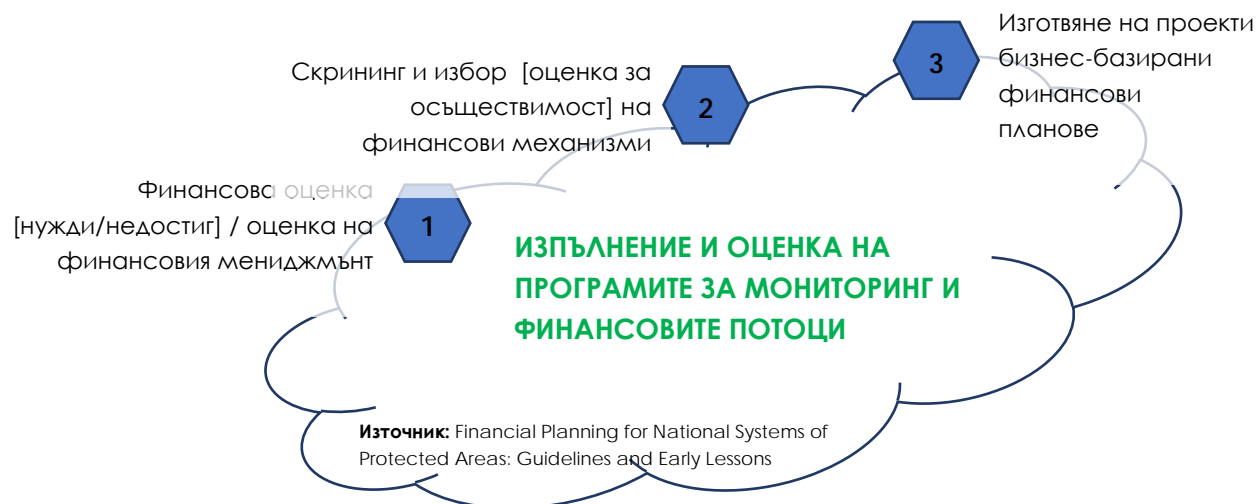 1
Финансова оценка
[нужди/недостиг] / оценка на
финансовия мениджмънт
2
Скрининг и избор [оценка за
осъществимост] на
финансови механизми
3
Изготвяне на проекти
бизнес-базирани
финансови
планове
ИЗПЪЛНЕНИЕ И ОЦЕНКА НА
ПРОГРАМИТЕ ЗА МОНИТОРИНГ И
ФИНАНСОВИТЕ ПОТОЦИ
Източник: Financial Planning for National Systems of
Protected Areas: Guidelines and Early Lessons